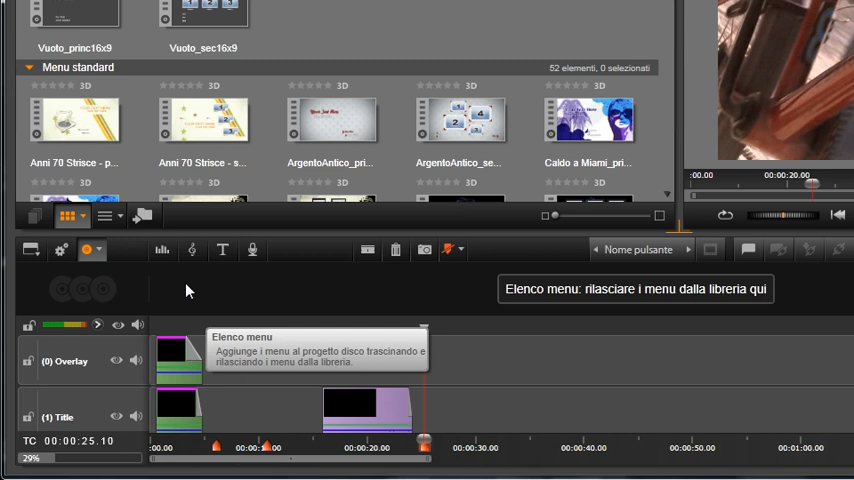 Vuoto_princ16x9
Vuoto_sec16x9
Menu standard
52 elementi, 0 selezionati
3D
3D
3D
3D
3D
Anni 70 Strisce - p...
Anni 70 Strisce - s...
ArgentoAntico_pri...
ArgentoAntico_se...
Caldo a Miami_pri...
3D
3D
3D
3D
3D
:00.00
00:00:20.00
Nome pulsante
Elenco menu: rilasciare i menu dalla libreria qui
Elenco menu
Aggiunge i menu al progetto disco trascinando e
rilasciando i menu dalla libreria.
(0) Overlay
(1) Title
TC 00:00:25.10
:00.00
00:00:20.00
00:00:30.00
00:00:40.00
00:00:50.00
00:01:00.00
29%